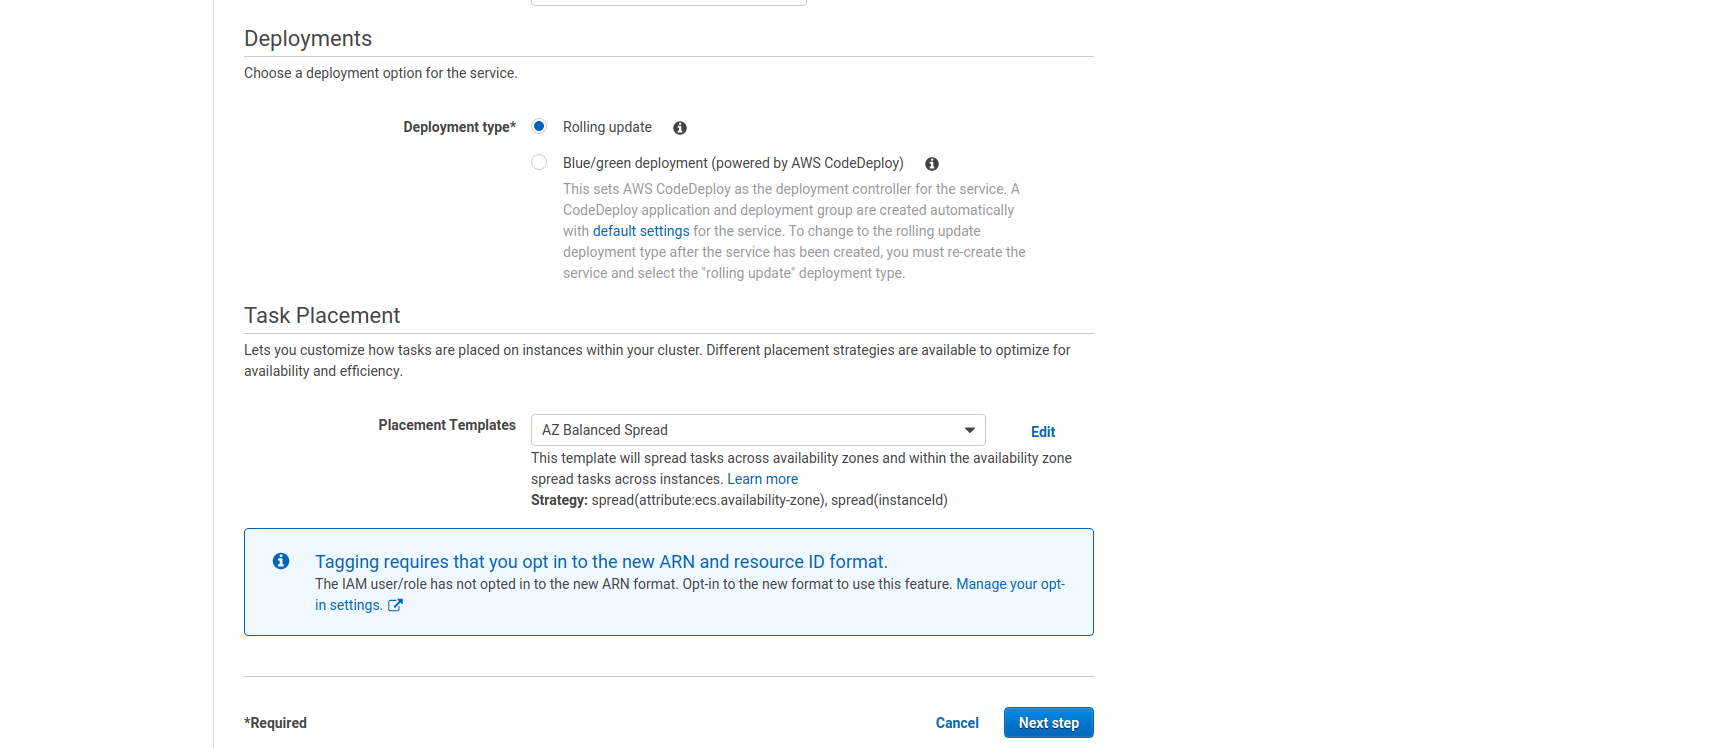 Deployments
Choose a deployment option for the service.
Deployment type*
Rolling update
Blue/green deployment (powered by AWS CodeDeploy)
This sets AWS CodeDeploy as the deployment controller for the service. A
CodeDeploy application and deployment group are created automatically
with default settings for the service. To change to the rolling update
deployment type after the service has been created, you must re-create the
service and select the "rolling update" deployment type.
Task Placement
Lets you customize how tasks are placed on instances within your cluster. Different placement strategies are available to optimize for
availability and efficiency.
Placement Templates
AZ Balanced Spread
Edit
This template will spread tasks across availability zones and within the availability zone
spread tasks across instances. Learn more
Strategy: spread(attribute:ecs.availability-zone), spread(instanceId)
Tagging requires that you opt in to the new ARN and resource ID format.
The IAM user/role has not opted in to the new ARN format. Opt-in to the new format to use this feature. Manage your opt-
in settings.
*Required
Cancel
Next step